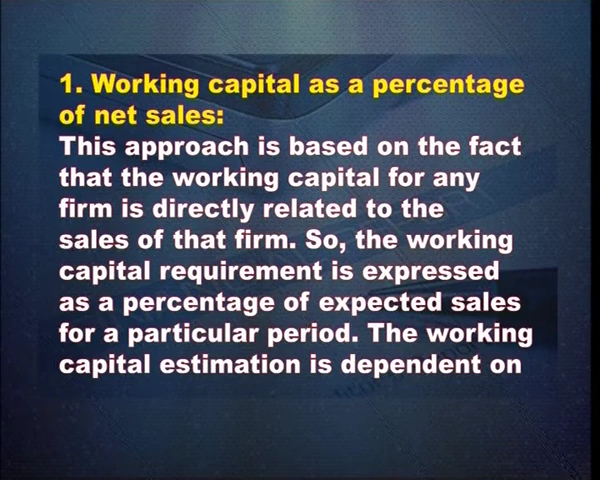 1. Working capital as a percentage
of net sales:
This approach is based on the fact
that the working capital for any
firm is directly related to the
sales of that firm. So, the working
capital requirement is expressed
as a percentage of expected sales
for a particular period. The working
capital estimation is dependent on